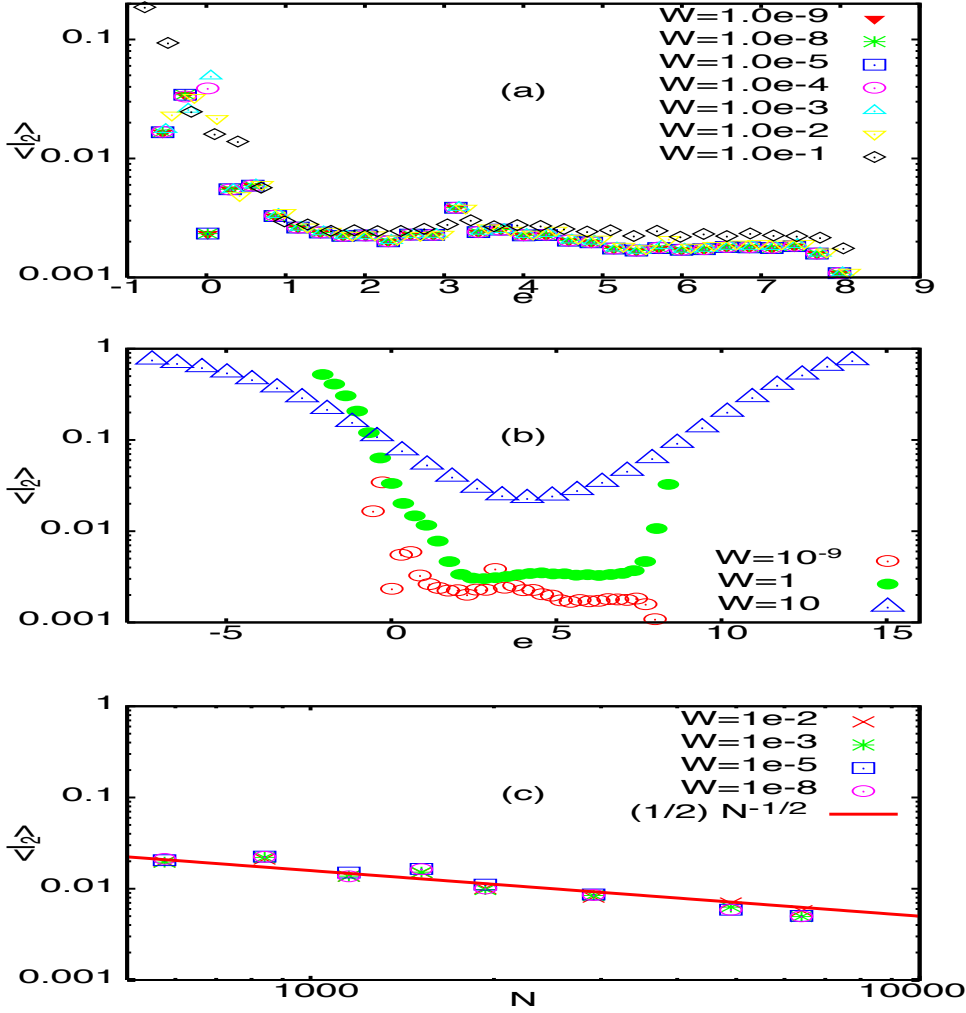 0.1
0.01
0.001
<I₂>
(a)
W=1.0e-9
W=1.0e-8
W=1.0e-5
W=1.0e-4
W=1.0e-3
W=1.0e-2
W=1.0e-1
-1 0 1 2 3 4 5 6 7 8 9
e
1
0.1
0.01
0.001
<I₂>
(b)
W=10⁻⁹
W=1
W=10
-5 0 5 10 15
e
1
0.1
0.01
0.001
<I₂>
(c)
W=1e-2
W=1e-3
W=1e-5
W=1e-8
(1/2) N⁻¹/²
1000 10000
N